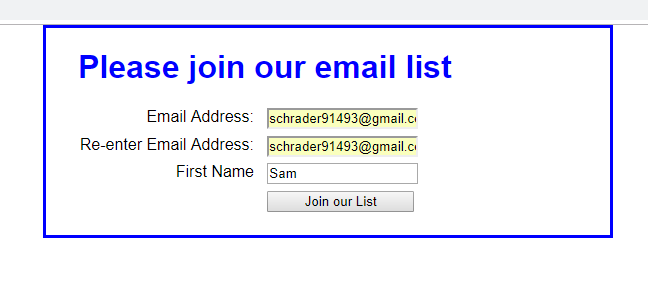 Please join our email list
Email Address: schrader91493@gmail.c
Re-enter Email Address: schrader91493@gmail.c
First Name Sam
Join our List